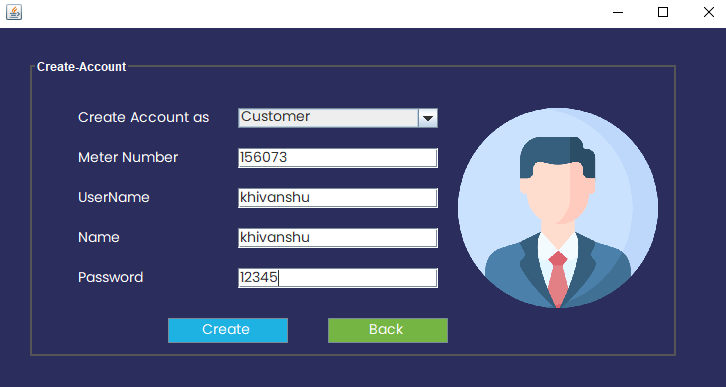 Create-Account
Create Account as Customer
Meter Number 156073
UserName khivanshu
Name khivanshu
Password 12345
Create Back